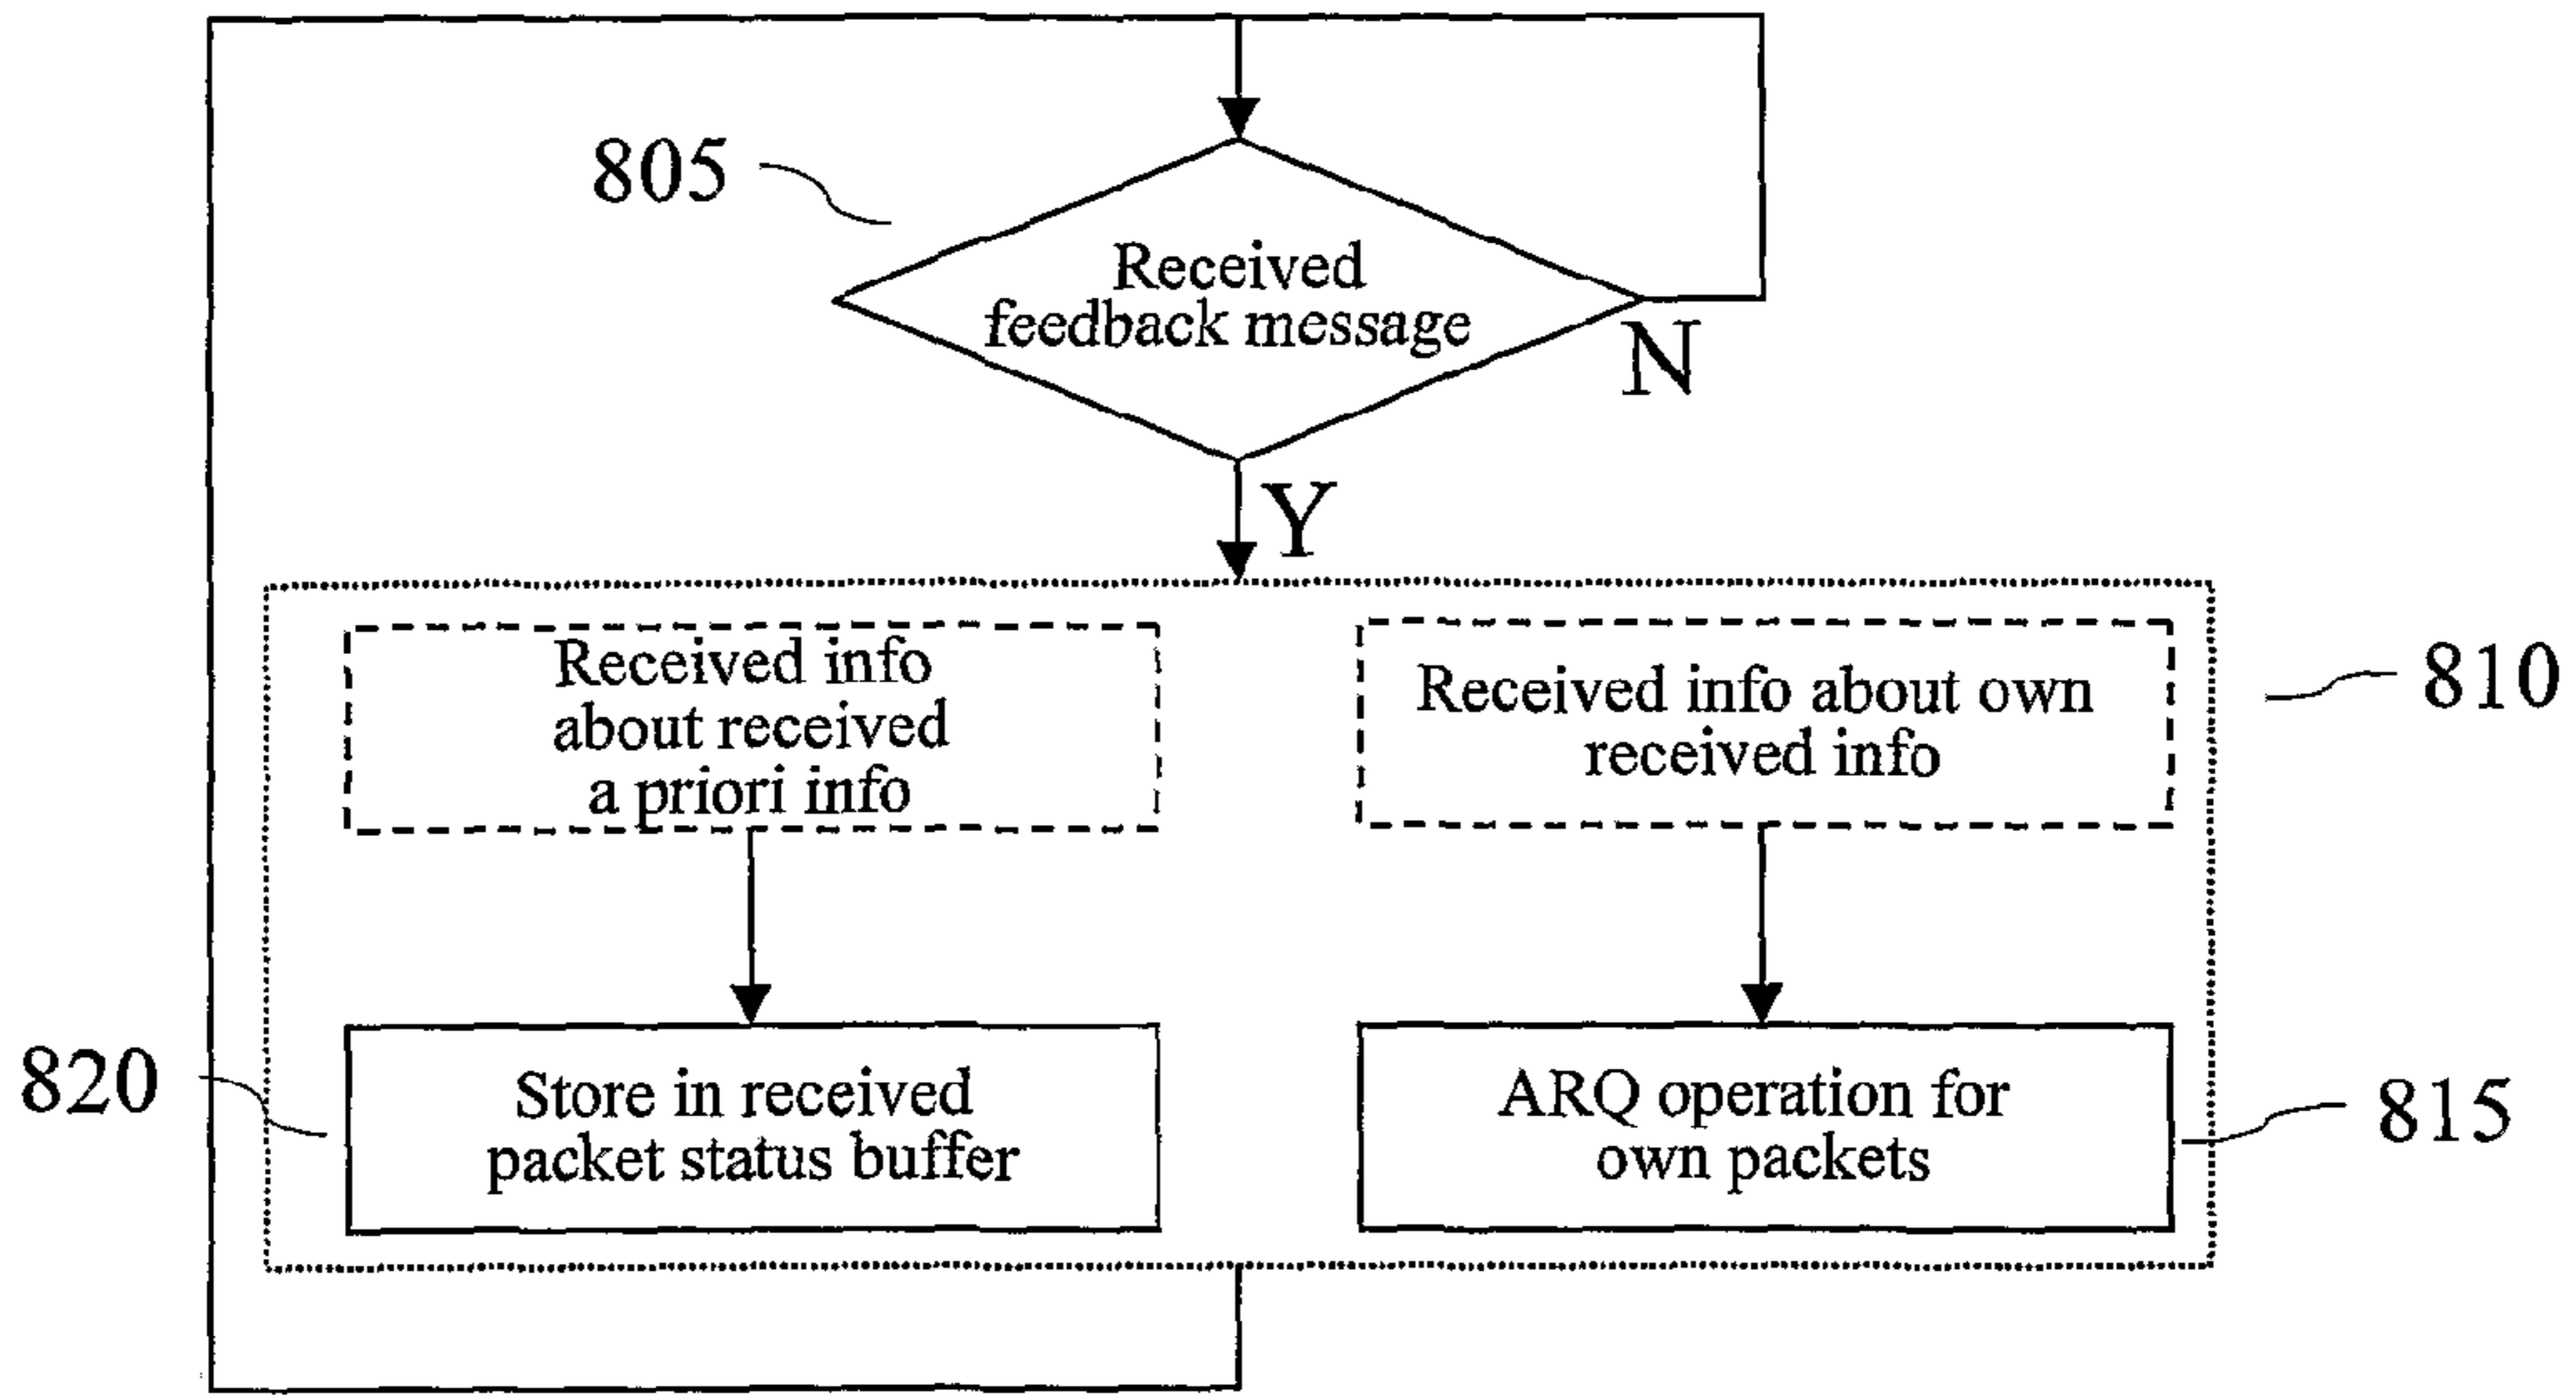 805
Received
feedback message
N
Y
Received info
about received
a priori info
Received info about own
received info
810
820
Store in received
packet status buffer
ARQ operation for
own packets
815